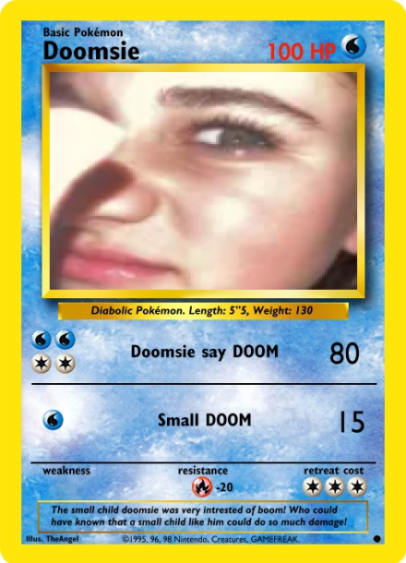 Basic Pokémon
Doomsie 100 HP
Diabolic Pokémon. Length: 5"5, Weight: 130
Doomsie say DOOM 80
Small DOOM 15
weakness resistance retreat cost
-20
The small child doomsie was very intrested of boom! Who could
have known that a small child like him could do so much damage!
Illus. TheAngel ©1995, 96, 98 Nintendo, Creatures, GAMEFREAK.